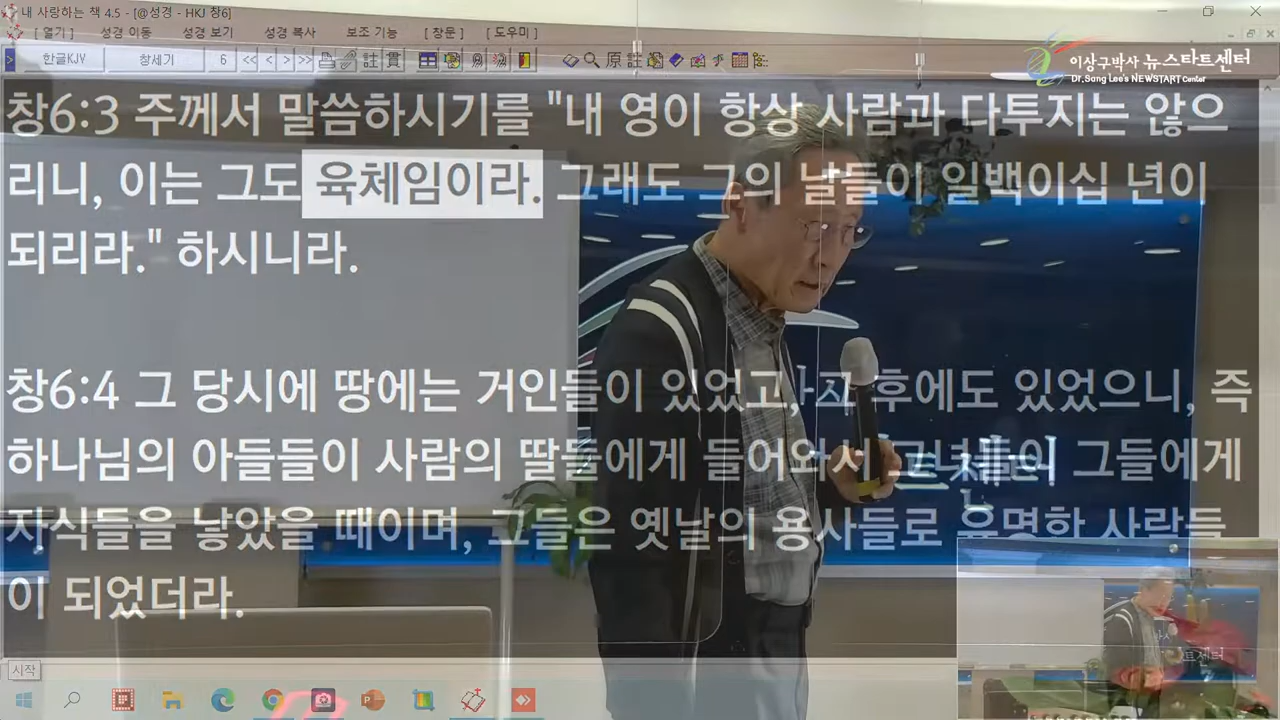 내 사랑하는 책 4.5 - [@성경 - HKJ 창6]
[ 열기 ] 성경 이동 성경 보기 성경 복사 보조 기능 [ 창문 ] [ 도우미 ]
한글KJV 창세기 6 << < > >> 註 貫 原 註
이상구박사 뉴스타트센터
Dr.Sang Lee's NEWSTART Center
창6:3 주께서 말씀하시기를 "내 영이 항상 사람과 다투지는 않으
리니, 이는 그도 육체임이라. 그래도 그의 날들이 일백이십 년이
되리라." 하시니라.
창6:4 그 당시에 땅에는 거인들이 있었고, 그 후에도 있었으니, 즉
하나님의 아들들이 사람의 딸들에게 들어와서 그녀들이 그들에게
자식들을 낳았을 때이며, 그들은 옛날의 용사들로 유명한 사람들
이 되었더라.
시작